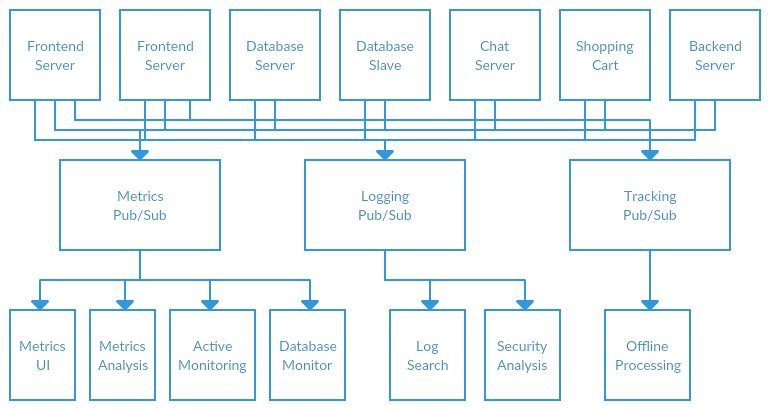 Frontend
Server
Frontend
Server
Database
Server
Database
Slave
Chat
Server
Shopping
Cart
Backend
Server
Metrics
Pub/Sub
Logging
Pub/Sub
Tracking
Pub/Sub
Metrics
UI
Metrics
Analysis
Active
Monitoring
Database
Monitor
Log
Search
Security
Analysis
Offline
Processing